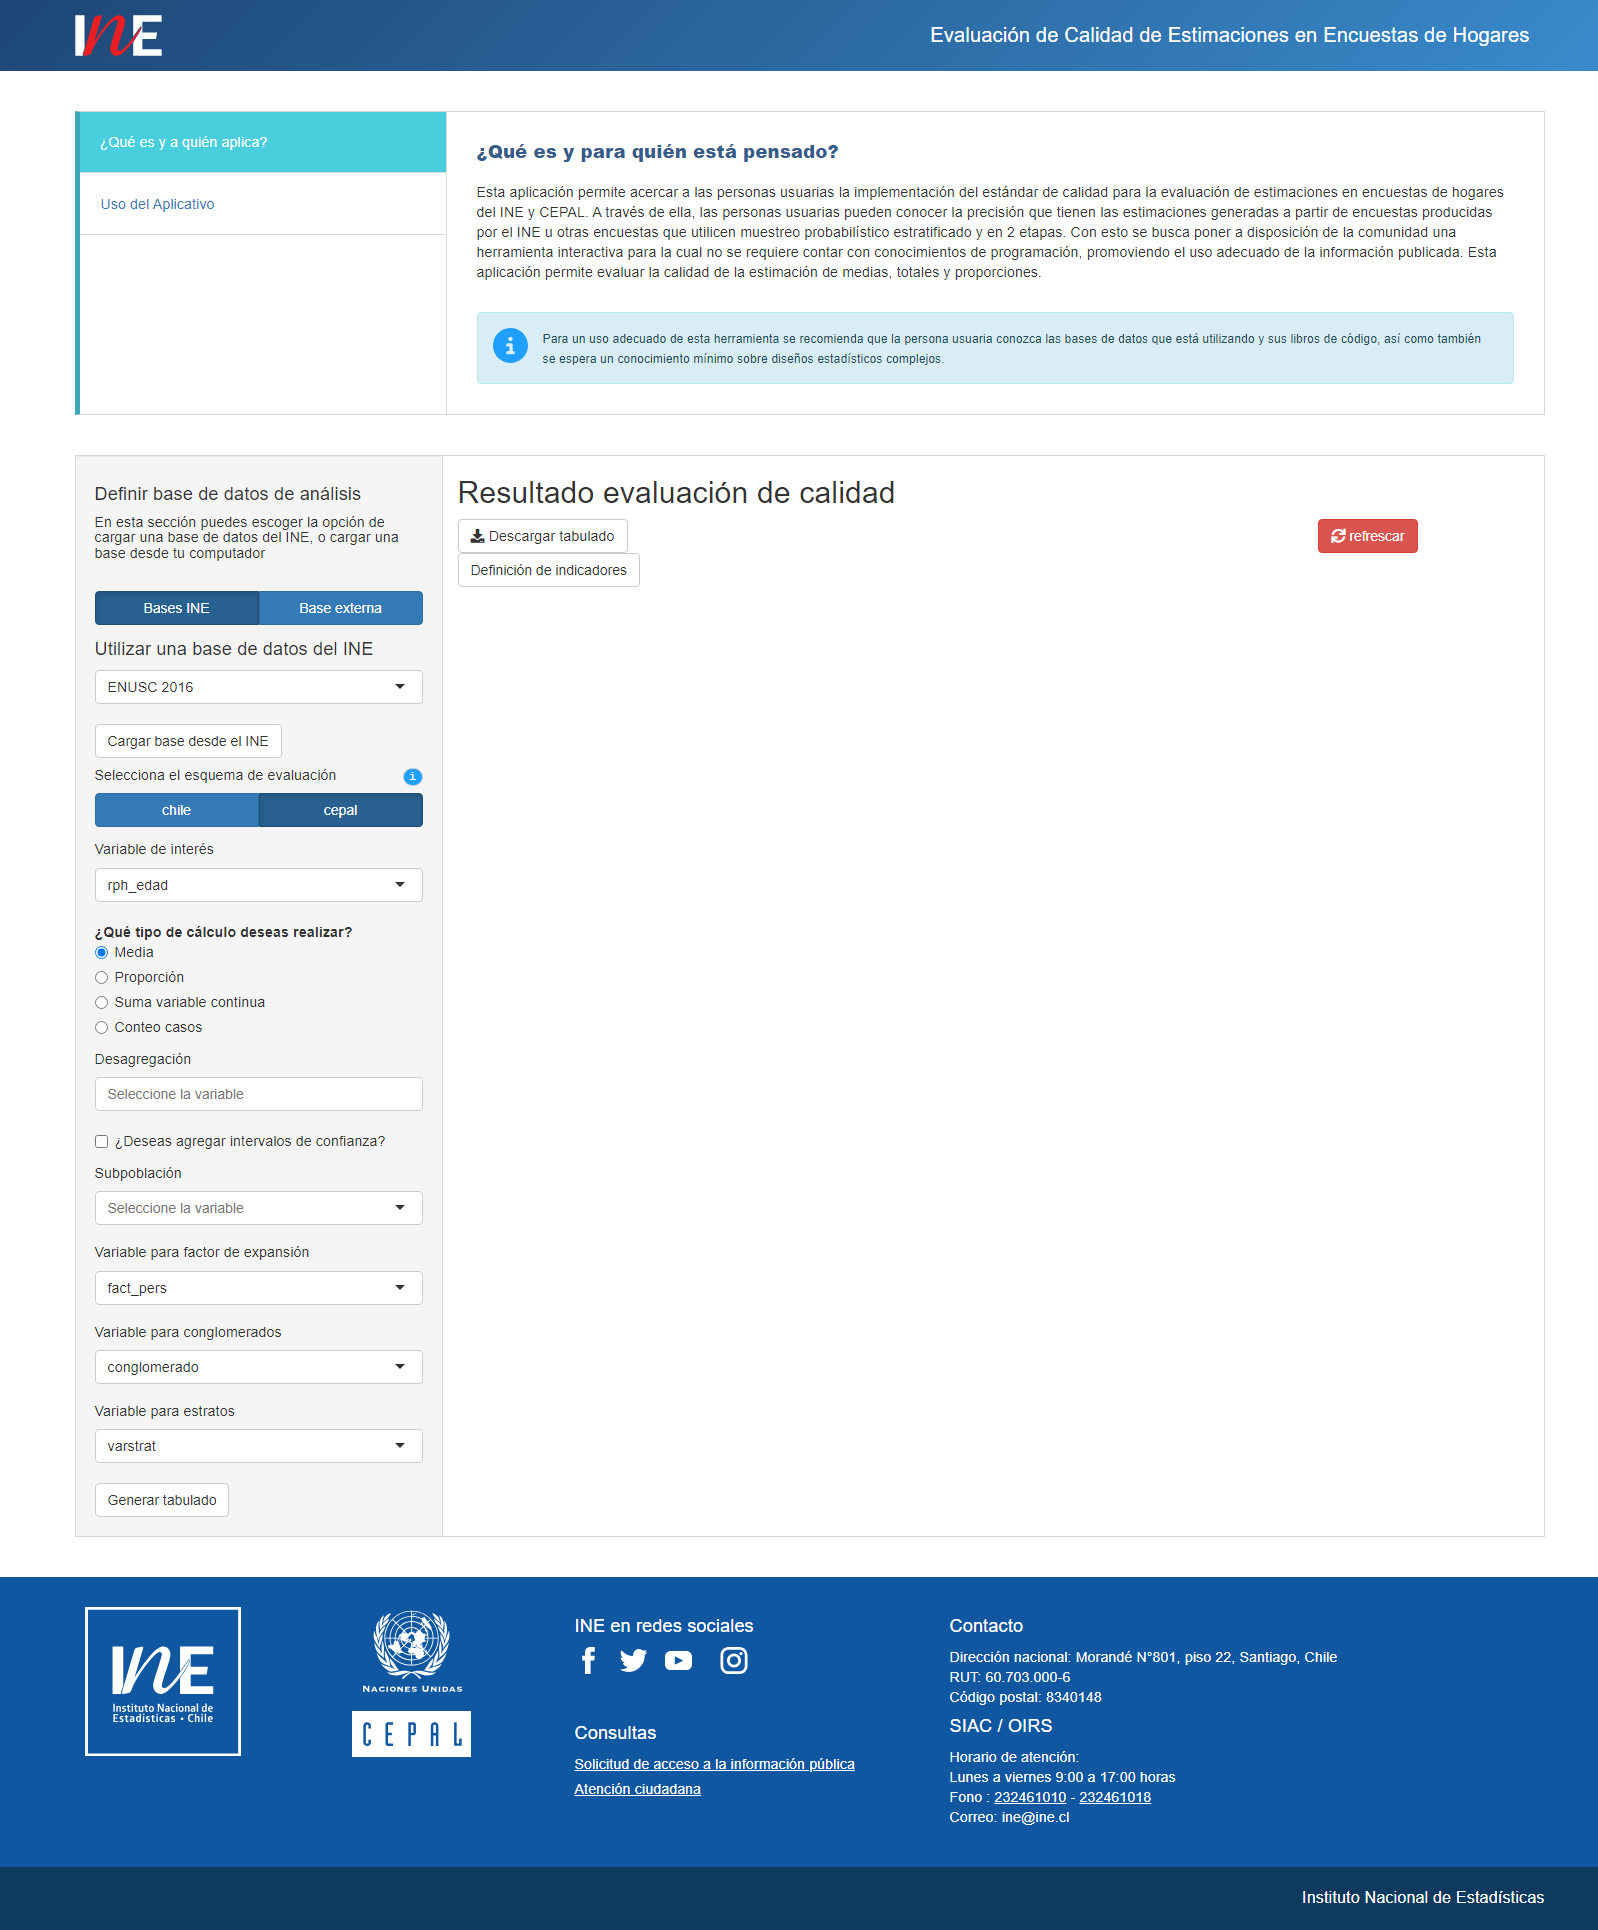 INE
Evaluación de Calidad de Estimaciones en Encuestas de Hogares
¿Qué es y a quién aplica?
Uso del Aplicativo
¿Qué es y para quién está pensado?
Esta aplicación permite acercar a las personas usuarias la implementación del estándar de calidad para la evaluación de estimaciones en encuestas de hogares
del INE y CEPAL. A través de ella, las personas usuarias pueden conocer la precisión que tienen las estimaciones generadas a partir de encuestas producidas
por el INE u otras encuestas que utilicen muestreo probabilístico estratificado y en 2 etapas. Con esto se busca poner a disposición de la comunidad una
herramienta interactiva para la cual no se requiere contar con conocimientos de programación, promoviendo el uso adecuado de la información publicada. Esta
aplicación permite evaluar la calidad de la estimación de medias, totales y proporciones.
Para un uso adecuado de esta herramienta se recomienda que la persona usuaria conozca las bases de datos que está utilizando y sus libros de código, así como también
se espera un conocimiento mínimo sobre diseños estadísticos complejos.
Definir base de datos de análisis
En esta sección puedes escoger la opción de
cargar una base de datos del INE, o cargar una
base desde tu computador
Bases INE
Base externa
Utilizar una base de datos del INE
ENUSC 2016
Cargar base desde el INE
Selecciona el esquema de evaluación
chile
cepal
Variable de interés
rph_edad
¿Qué tipo de cálculo deseas realizar?
Media
Proporción
Suma variable continua
Conteo casos
Desagregación
Seleccione la variable
¿Deseas agregar intervalos de confianza?
Subpoblación
Seleccione la variable
Variable para factor de expansión
fact_pers
Variable para conglomerados
conglomerado
Variable para estratos
varstrat
Generar tabulado
Resultado evaluación de calidad
Descargar tabulado
refrescar
Definición de indicadores
INE
Instituto Nacional de
Estadísticas • Chile
NACIONES UNIDAS
CEPAL
INE en redes sociales
Consultas
Solicitud de acceso a la información pública
Atención ciudadana
Contacto
Dirección nacional: Morandé N°801, piso 22, Santiago, Chile
RUT: 60.703.000-6
Código postal: 8340148
SIAC / OIRS
Horario de atención:
Lunes a viernes 9:00 a 17:00 horas
Fono : 232461010 - 232461018
Correo: ine@ine.cl
Instituto Nacional de Estadísticas